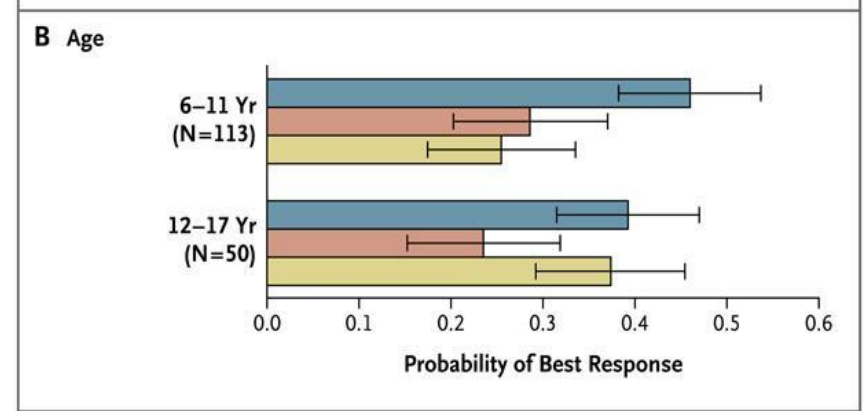 B Age
6–11 Yr
(N=113)
12–17 Yr
(N=50)
0.0 0.1 0.2 0.3 0.4 0.5 0.6
Probability of Best Response